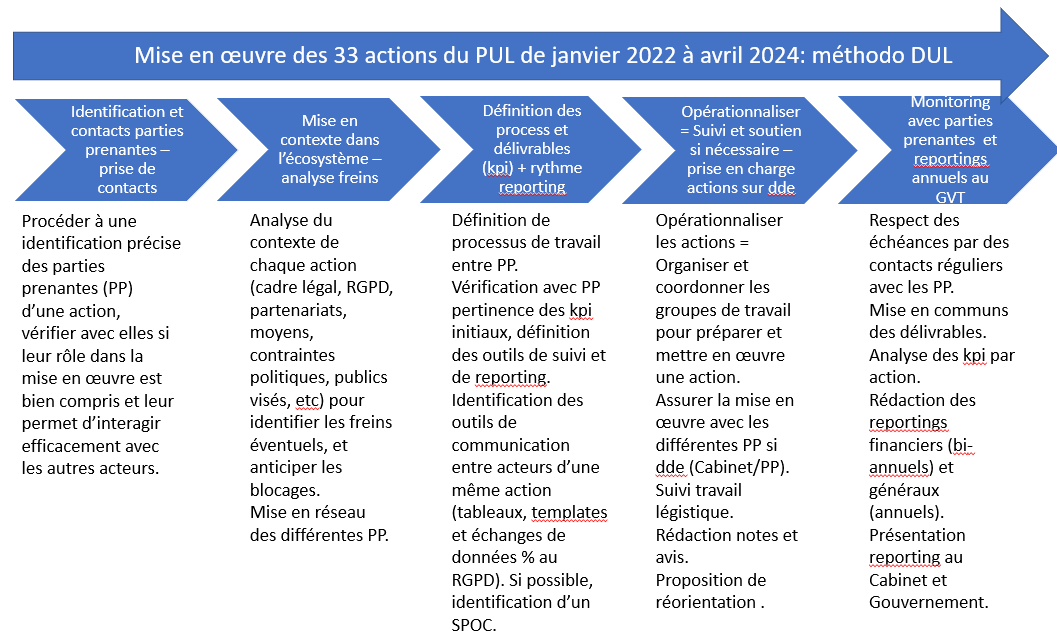 Mise en œuvre des 33 actions du PUL de janvier 2022 à avril 2024: méthodo DUL
Identification et
contacts parties
prenantes –
prise de
contacts
Mise en
contexte dans
l’écosystème –
analyse freins
Définition des
process et
délivrables
(kpi) + rythme
reporting
Opérationnaliser
= Suivi et soutien
si nécessaire –
prise en charge
actions sur dde
Monitoring
avec parties
prenantes et
reportings
annuels au
GVT
Procéder à une
identification précise
des parties
prenantes (PP)
d’une action,
vérifier avec elles si
leur rôle dans la
mise en œuvre est
bien compris et leur
permet d’interagir
efficacement avec
les autres acteurs.
Analyse du
contexte de
chaque action
(cadre légal, RGPD,
partenariats,
moyens,
contraintes
politiques, publics
visés, etc) pour
identifier les freins
éventuels, et
anticiper les
blocages.
Mise en réseau
des différentes PP.
Définition de
processus de travail
entre PP.
Vérification avec PP
pertinence des kpi
initiaux, définition
des outils de suivi et
de reporting.
Identification des
outils de
communication
entre acteurs d’une
même action
(tableaux, templates
et échanges de
données % au
RGPD). Si possible,
identification d’un
SPOC.
Opérationnaliser
les actions =
Organiser et
coordonner les
groupes de travail
pour préparer et
mettre en œuvre
une action.
Assurer la mise en
œuvre avec les
différentes PP si
dde (Cabinet/PP).
Suivi travail
légistique.
Rédaction notes et
avis.
Proposition de
réorientation .
Respect des
échéances par des
contacts réguliers
avec les PP.
Mise en communs
des délivrables.
Analyse des kpi par
action.
Rédaction des
reportings
financiers (bi-
annuels) et
généraux
(annuels).
Présentation
reporting au
Cabinet et
Gouvernement.